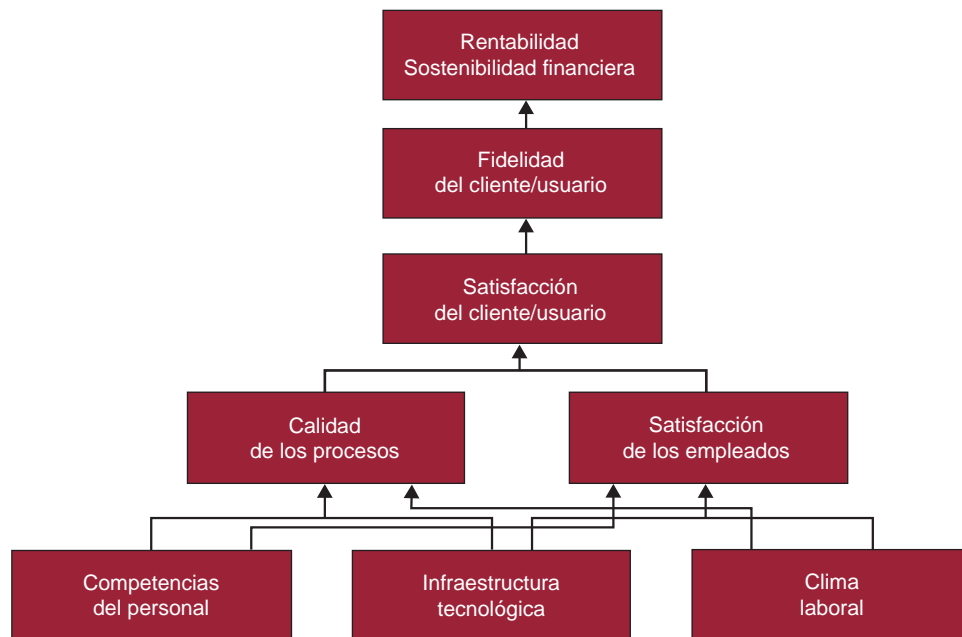 Rentabilidad
Sostenibilidad financiera
Fidelidad
del cliente/usuario
Satisfacción
del cliente/usuario
Calidad
de los procesos
Satisfacción
de los empleados
Competencias
del personal
Infraestructura
tecnológica
Clima
laboral